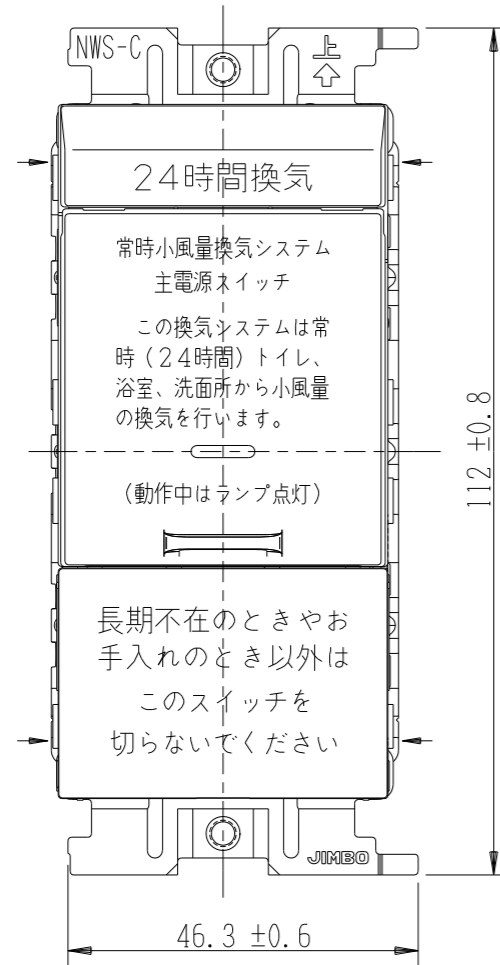 NWS-C
上
24時間換気
常時小風量換気システム
主電源スイッチ
この換気システムは常
時(24時間)トイレ、
浴室、洗面所から小風量
の換気を行います。
(動作中はランプ点灯)
長期不在のときやお
手入れのとき以外は
このスイッチを
切らないでください
JIMBO
112 ±0.8
46.3 ±0.6